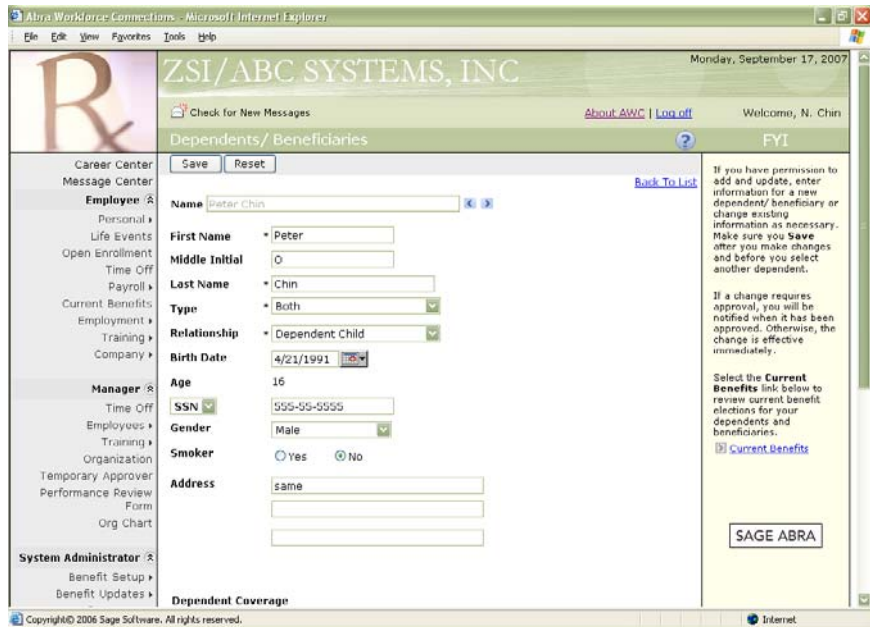 Abra Workforce Connections - Microsoft Internet Explorer
File Edit View Favorites Tools Help
Rx
ZSI/ABC SYSTEMS, INC
Monday, September 17, 2007
Check for New Messages
About AWC | Log off
Welcome, N. Chin
Dependents/ Beneficiaries
?
FYI
Career Center
Message Center
Employee
Personal
Life Events
Open Enrollment
Time Off
Payroll
Current Benefits
Employment
Training
Company
Manager
Time Off
Employees
Training
Organization
Temporary Approver
Performance Review
Form
Org Chart
System Administrator
Benefit Setup
Benefit Updates
Save Reset
Back To List
Name Peter Chin
First Name * Peter
Middle Initial O
Last Name * Chin
Type * Both
Relationship * Dependent Child
Birth Date 4/21/1991
Age 16
SSN 555-55-5555
Gender Male
Smoker Yes No
Address same
Dependent Coverage
If you have permission to
add and update, enter
information for a new
dependent/ beneficiary or
change existing
information as necessary.
Make sure you Save
after you make changes
and before you select
another dependent.
If a change requires
approval, you will be
notified when it has been
approved. Otherwise, the
change is effective
immediately.
Select the Current
Benefits link below to
review current benefit
elections for your
dependents and
beneficiaries.
Current Benefits
SAGE ABRA
Copyright© 2006 Sage Software. All rights reserved.
Internet